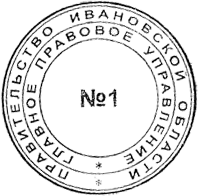 ПРАВИТЕЛЬСТВО ИВАНОВСКОЙ ОБЛАСТИ *
ГЛАВНОЕ ПРАВОВОЕ УПРАВЛЕНИЕ *
№1